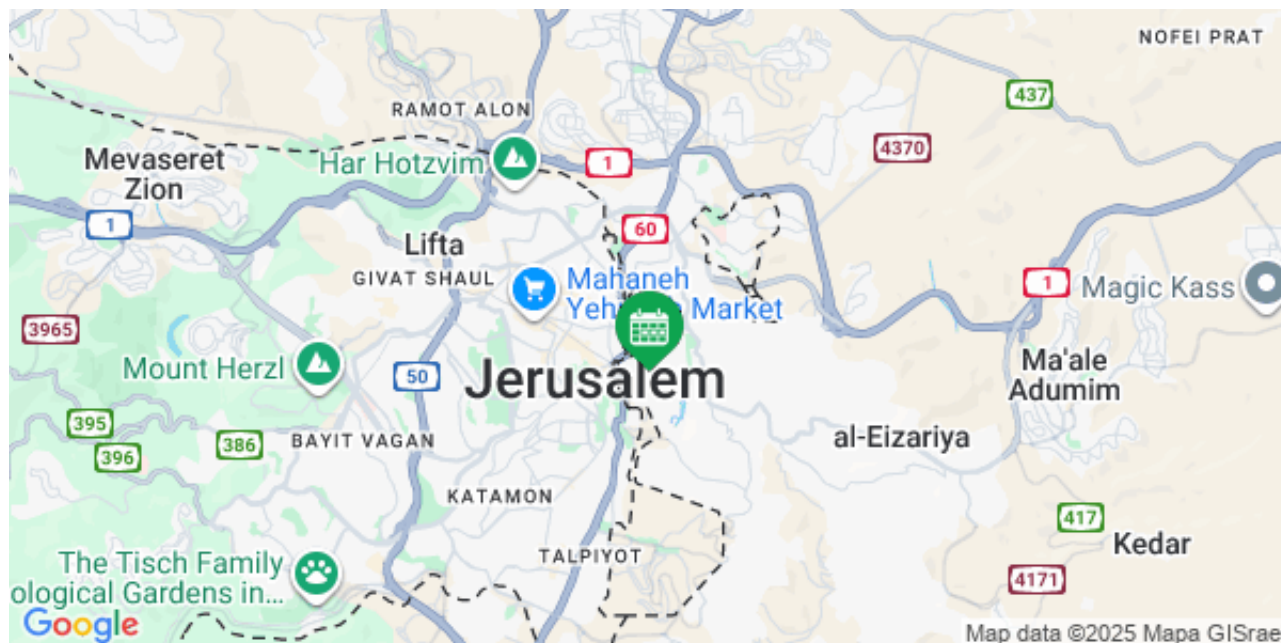 NOFEI PRAT
437
RAMOT ALON
4370
Mevaseret
Zion
Har Hotzvim
1
1
60
Lifta
GIVAT SHAUL
Mahaneh
Market
1
Magic Kass
3965
Mount Herzl
50
Jerusalem
Ma'ale
Adumim
395
386
396
BAYIT VAGAN
al-Eizariya
KATAMON
417
TALPIYOT
Kedar
The Tisch Family
ological Gardens in...
4171
Google
Map data ©2025 Mapa GISrae